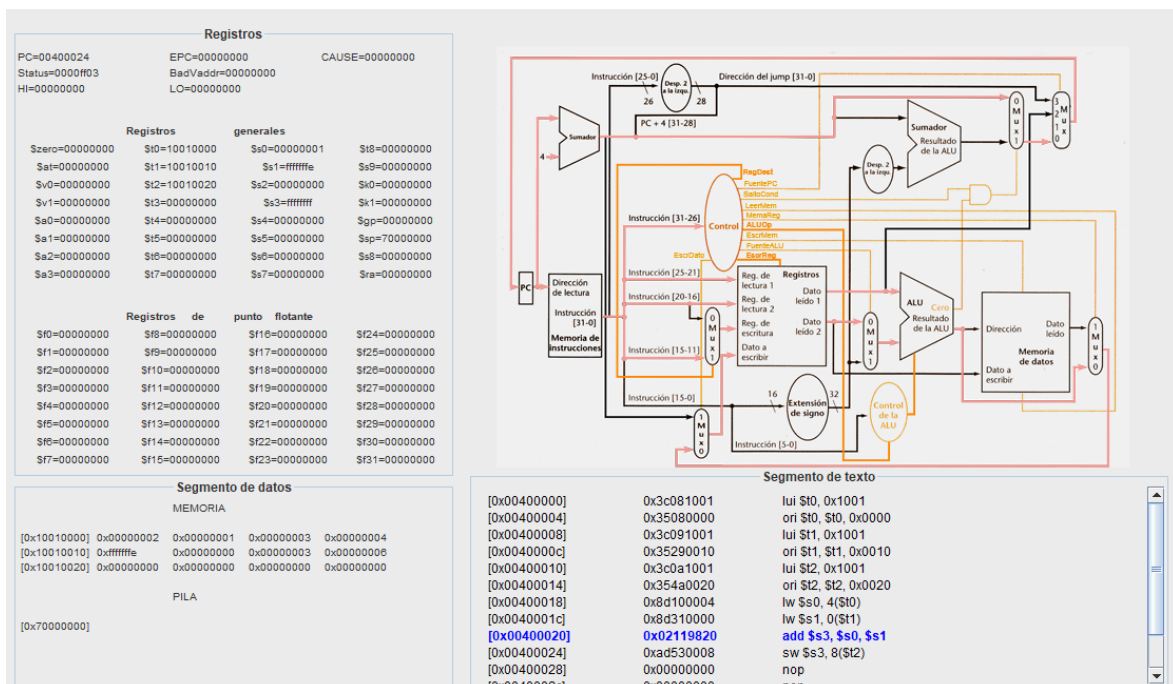 Registros
PC=00400024 EPC=00000000 CAUSE=00000000
Status=0000ff03 BadVaddr=00000000
HI=00000000 LO=00000000
Registros generales
$zero=00000000 $t0=10010000 $s0=00000001 $t8=00000000
$at=00000000 $t1=10010010 $s1=fffffffe $s9=00000000
$v0=00000000 $t2=10010020 $s2=00000000 $k0=00000000
$v1=00000000 $t3=00000000 $s3=ffffffff $k1=00000000
$a0=00000000 $t4=00000000 $s4=00000000 $gp=00000000
$a1=00000000 $t5=00000000 $s5=00000000 $sp=70000000
$a2=00000000 $t6=00000000 $s6=00000000 $s8=00000000
$a3=00000000 $t7=00000000 $s7=00000000 $ra=00000000
Registros de punto flotante
$f0=00000000 $f8=00000000 $f16=00000000 $f24=00000000
$f1=00000000 $f9=00000000 $f17=00000000 $f25=00000000
$f2=00000000 $f10=00000000 $f18=00000000 $f26=00000000
$f3=00000000 $f11=00000000 $f19=00000000 $f27=00000000
$f4=00000000 $f12=00000000 $f20=00000000 $f28=00000000
$f5=00000000 $f13=00000000 $f21=00000000 $f29=00000000
$f6=00000000 $f14=00000000 $f22=00000000 $f30=00000000
$f7=00000000 $f15=00000000 $f23=00000000 $f31=00000000
Segmento de datos
MEMORIA
[0x10010000] 0x00000002 0x00000001 0x00000003 0x00000004
[0x10010010] 0xfffffffe 0x00000000 0x00000003 0x00000006
[0x10010020] 0x00000000 0x00000000 0x00000000 0x00000000
PILA
[0x70000000]
Instrucción [25-0]
26
Desp. 2
a la izqu.
28
Dirección del jump [31-0]
PC + 4 [31-28]
Sumador
4
Sumador
Resultado
de la ALU
Desp. 2
a la izqu.
0
M
u
x
1
3
2
1
0
M
u
x
Control
RegDest
FuentePC
SaltoCond
LeerMem
MemaReg
ALUOp
EscrMem
FuenteALU
EscrReg
EscrDato
Instrucción [31-26]
Instrucción [25-21]
Instrucción [20-16]
Instrucción [15-11]
Instrucción [15-0]
Instrucción [5-0]
PC
Dirección
de lectura
Instrucción
[31-0]
Memoria de
instrucciones
0
M
u
x
1
Reg. de
lectura 1
Reg. de
lectura 2
Reg. de
escritura
Dato a
escribir
Registros
Dato
leído 1
Dato
leído 2
0
M
u
x
1
ALU
Cero
Resultado
de la ALU
Dirección
Dato
leído
Memoria
de datos
Dato a
escribir
1
M
u
x
0
16
Extensión
de signo
32
Control
de la
ALU
1
M
u
x
0
Segmento de texto
[0x00400000] 0x3c081001 lui $t0, 0x1001
[0x00400004] 0x35080000 ori $t0, $t0, 0x0000
[0x00400008] 0x3c091001 lui $t1, 0x1001
[0x0040000c] 0x35290010 ori $t1, $t1, 0x0010
[0x00400010] 0x3c0a1001 lui $t2, 0x1001
[0x00400014] 0x354a0020 ori $t2, $t2, 0x0020
[0x00400018] 0x8d100004 lw $s0, 4($t0)
[0x0040001c] 0x8d310000 lw $s1, 0($t1)
[0x00400020] 0x02119820 add $s3, $s0, $s1
[0x00400024] 0xad530008 sw $s3, 8($t2)
[0x00400028] 0x00000000 nop